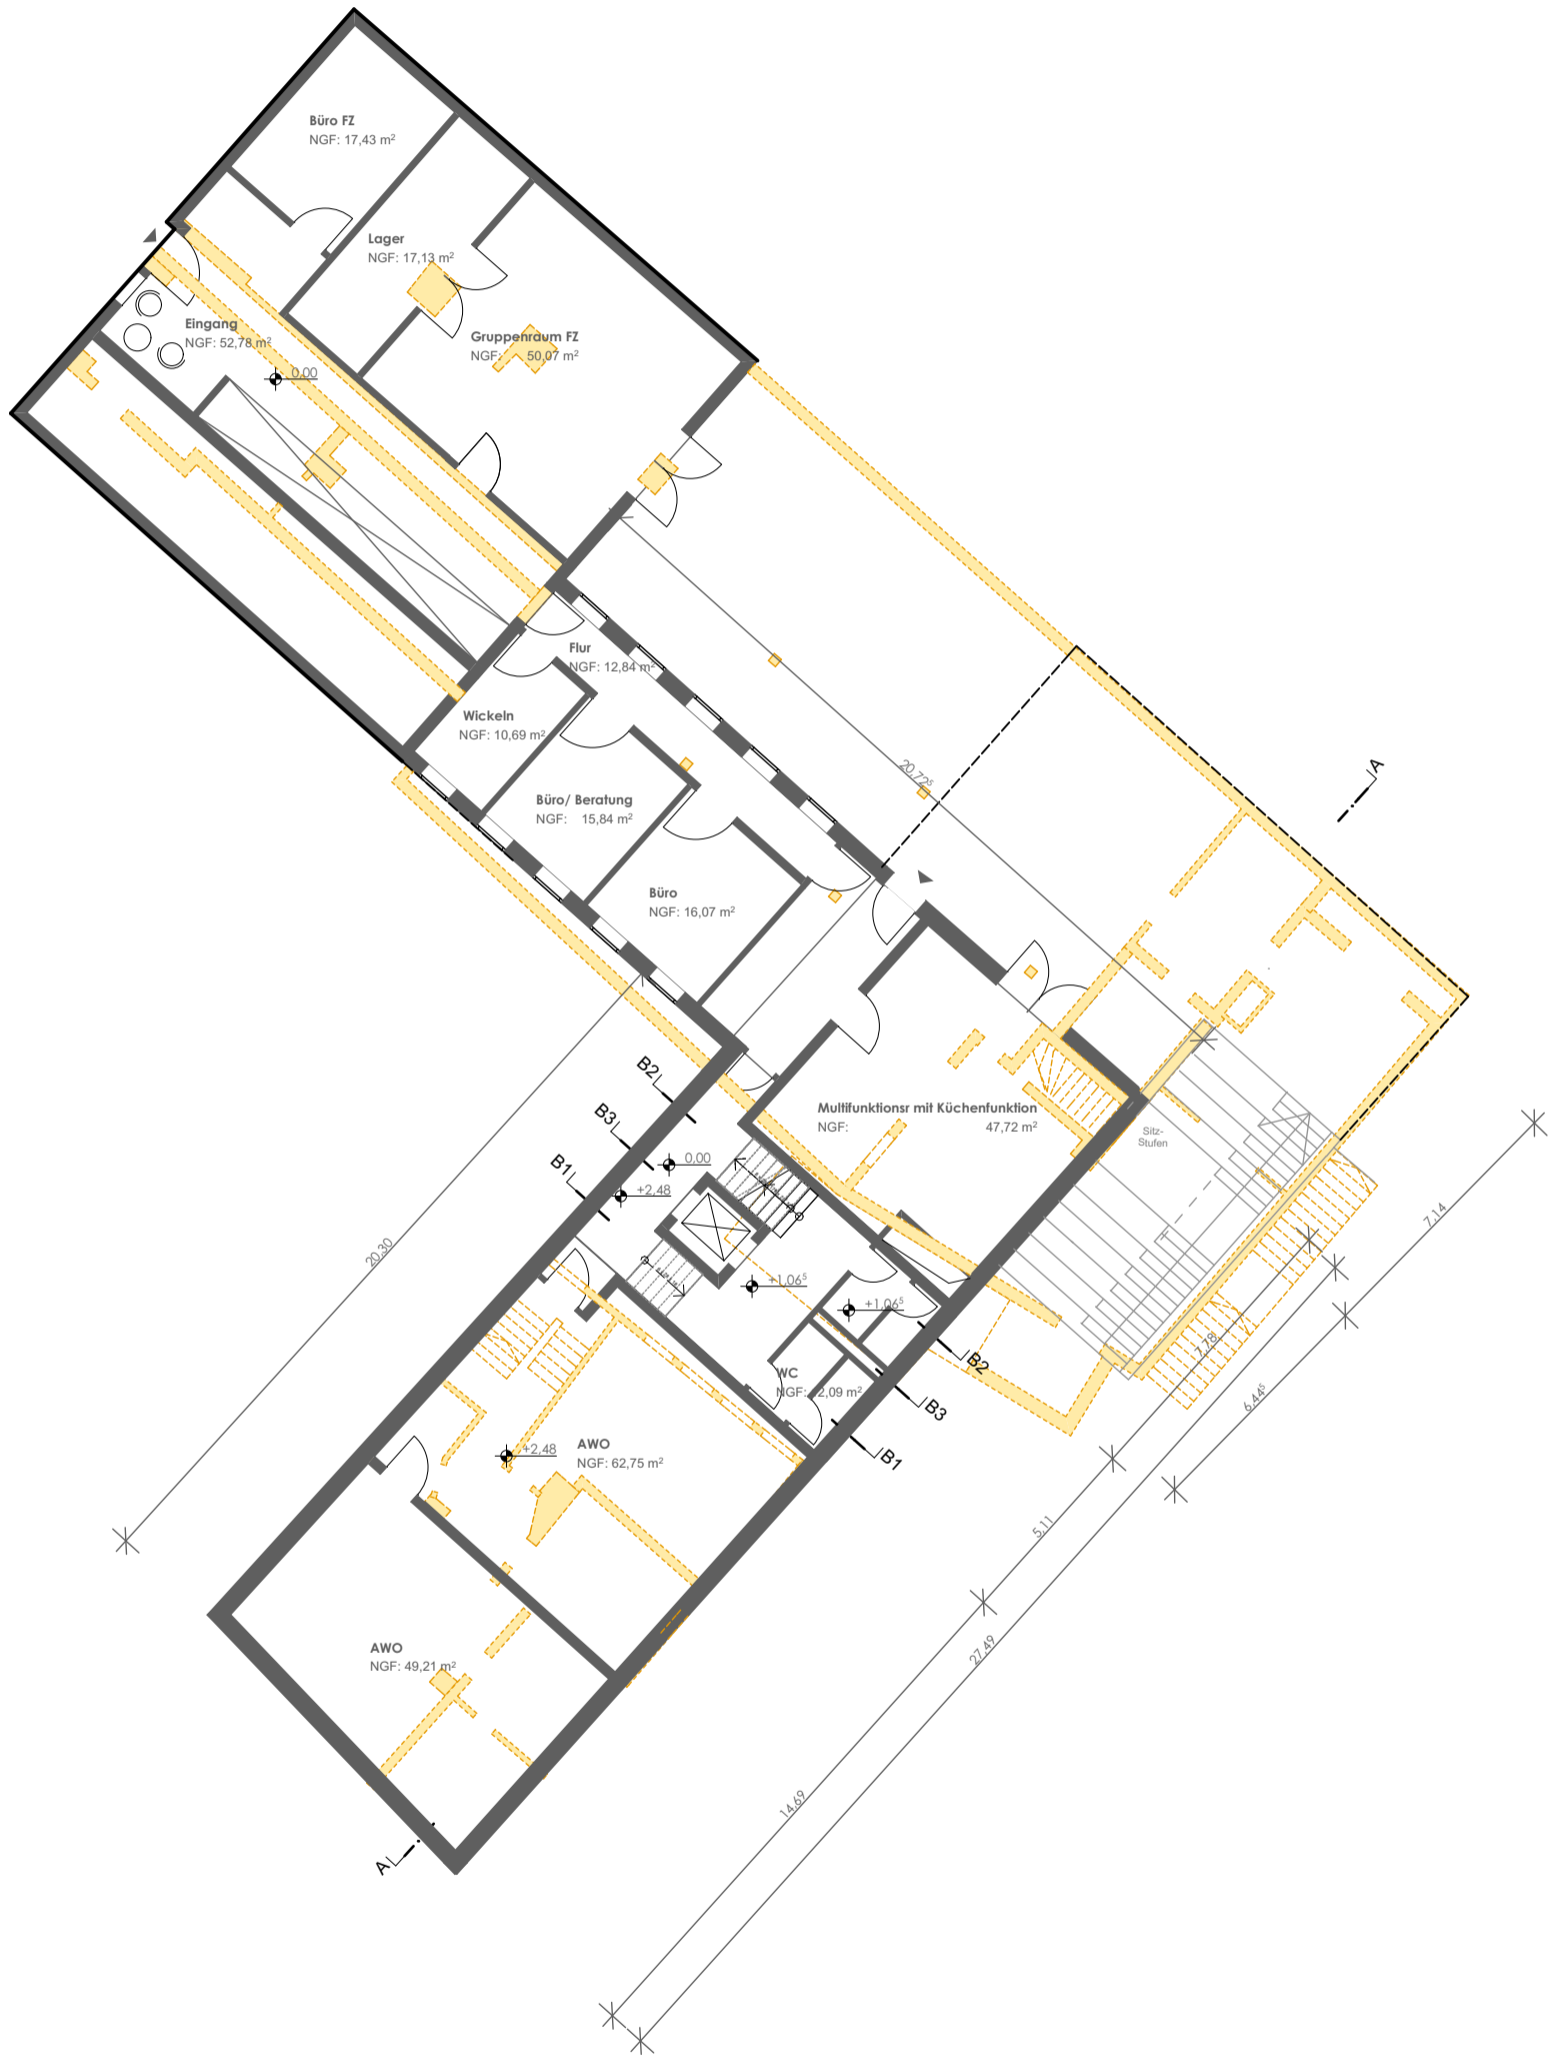 Büro FZ
NGF: 17,43 m²
Lager
NGF: 17,13 m²
Eingang
NGF: 52,78 m²
Gruppenraum FZ
NGF: 50,07 m²
0,00
Flur
NGF: 12,84 m²
Wickeln
NGF: 10,69 m²
20,72⁵
A
Büro/ Beratung
NGF: 15,84 m²
Büro
NGF: 16,07 m²
B2
B3
B1
Multifunktionsr mit Küchenfunktion
NGF: 47,72 m²
Sitz-
Stufen
0,00
+2,48
20,30
7,14
+1,06⁵
+1,06⁵
7,78
B2
WC
NGF: 2,09 m²
6,44⁵
B3
B1
+2,48
AWO
NGF: 62,75 m²
5,11
27,49
AWO
NGF: 49,21 m²
14,69
A